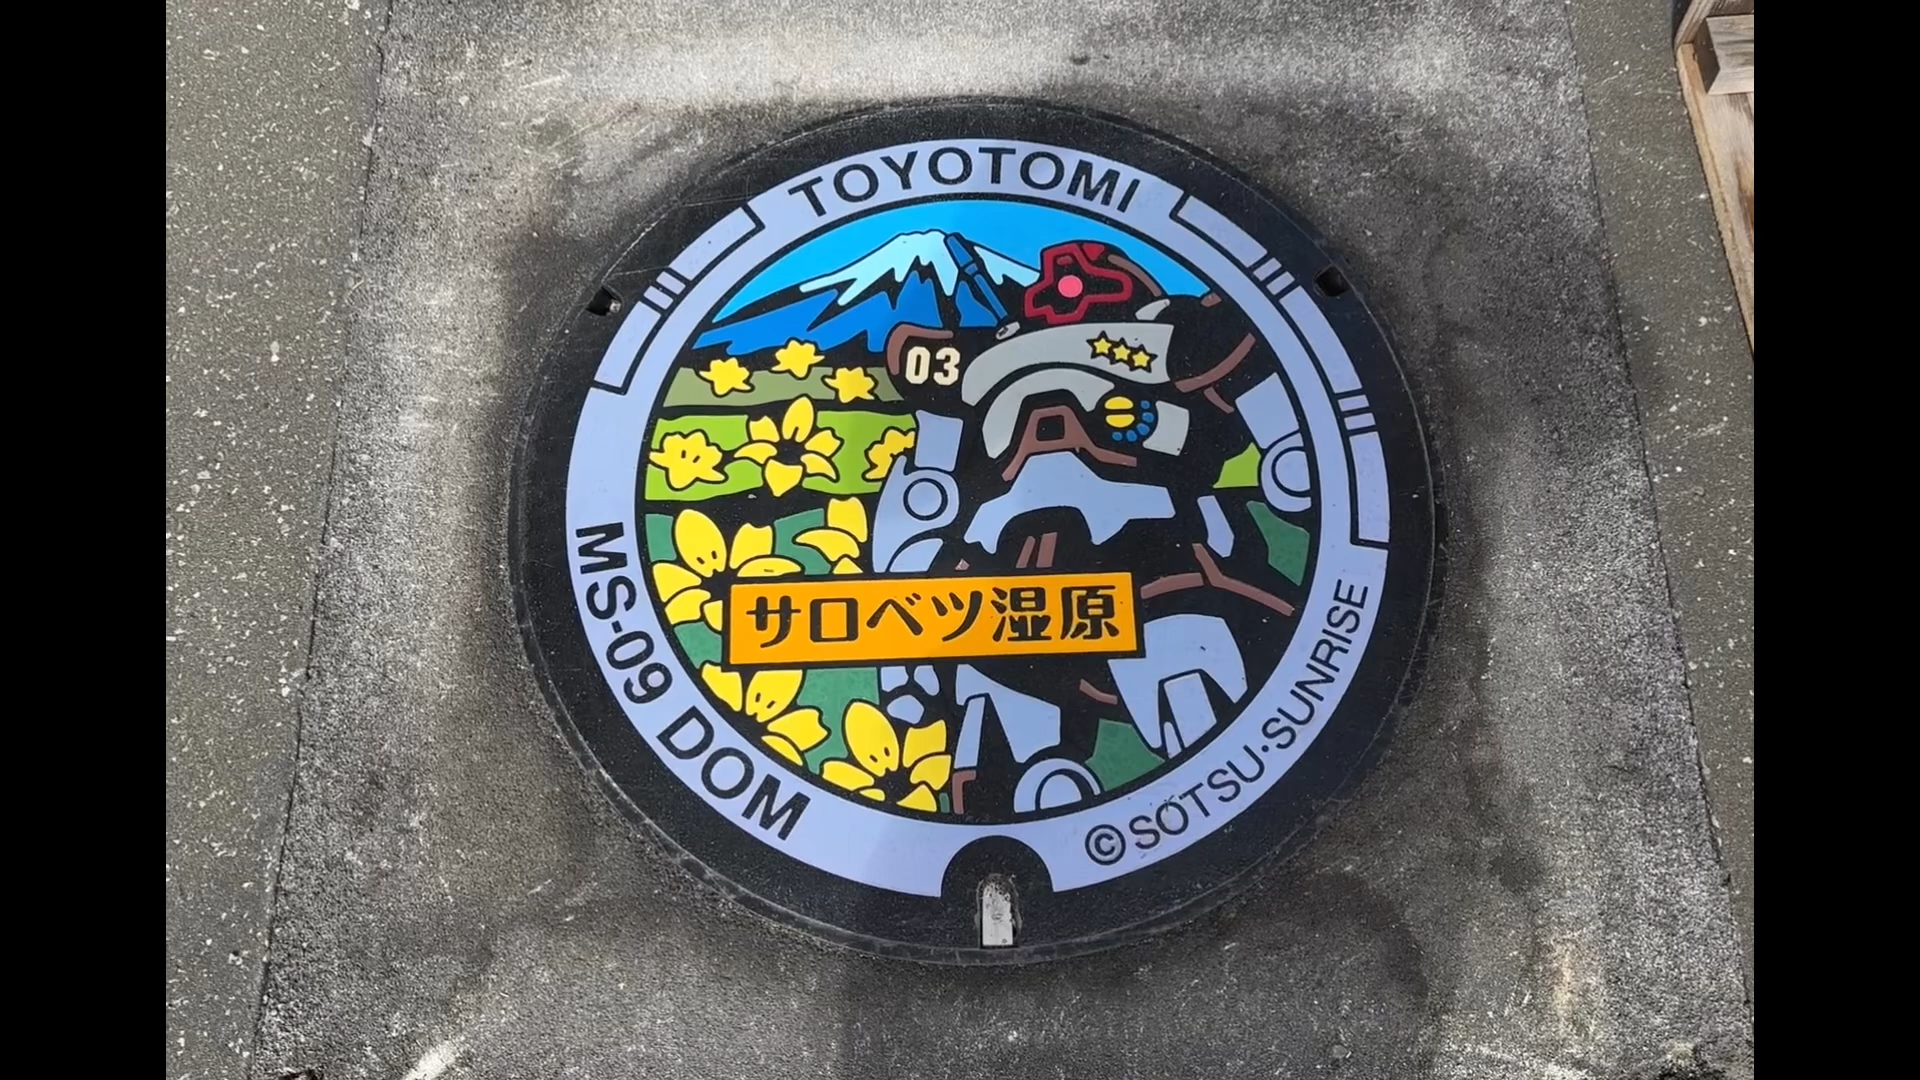 TOYOTOMI
03
サロベツ湿原
MS-09 DOM
©SOTSU·SUNRISE